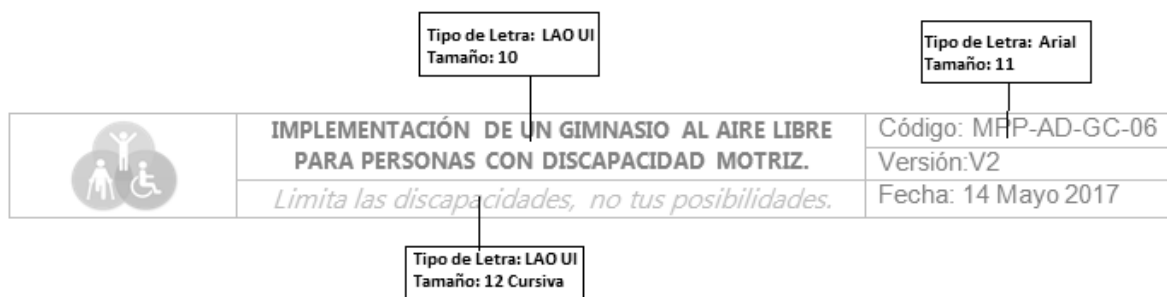 Tipo de Letra: LAO UI
Tamaño: 10
Tipo de Letra: Arial
Tamaño: 11
IMPLEMENTACIÓN DE UN GIMNASIO AL AIRE LIBRE
PARA PERSONAS CON DISCAPACIDAD MOTRIZ.
Limita las discapacidades, no tus posibilidades.
Código: MPP-AD-GC-06
Versión:V2
Fecha: 14 Mayo 2017
Tipo de Letra: LAO UI
Tamaño: 12 Cursiva